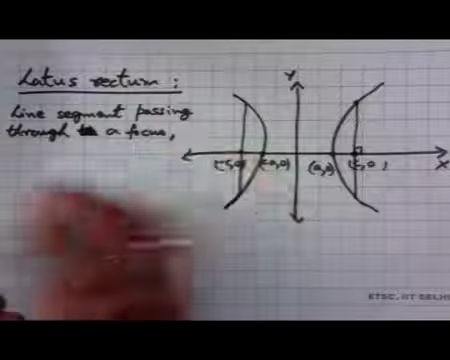 Latus rectum :
Line segment passing
through a focus,
Y
(-c,0)
(-a,0)
(a,0)
(c,0)
X
ETSC, IIT DELHI